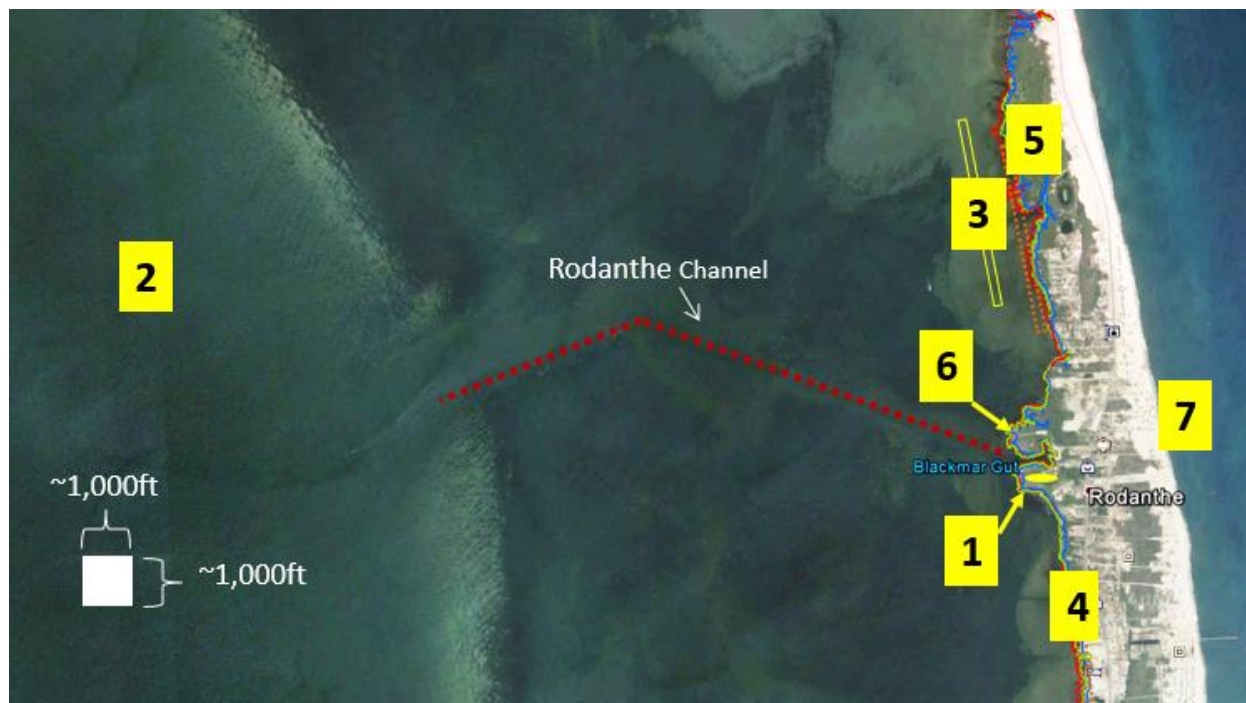 5
3
2
Rodanthe Channel
6
7
Blackmar Gut
~1,000ft
Rodanthe
1
~1,000ft
4